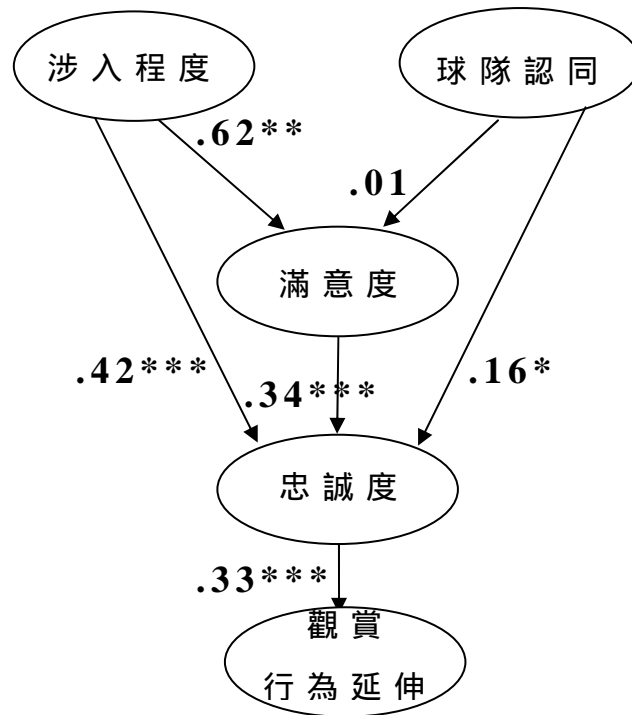 涉入程度
球隊認同
.62**
.01
滿意度
.42***
.34***
.16*
忠誠度
.33***
觀賞
行為延伸